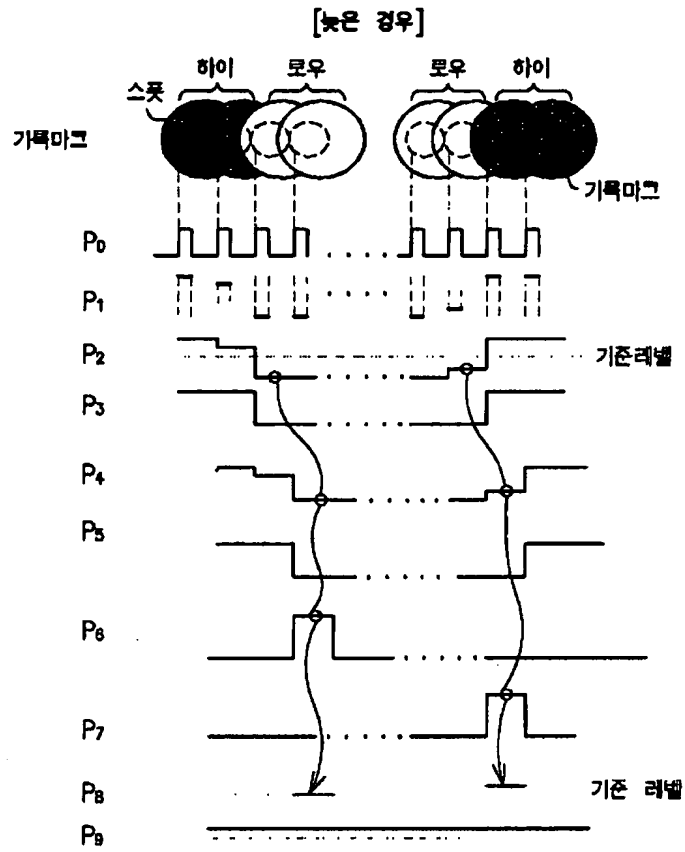 [늦은 경우]
하이 로우 로우 하이
스폿
기록마크
기록마크
P0
P1
P2 기준레벨
P3
P4
P5
P6
P7
P8 기준 레벨
P9